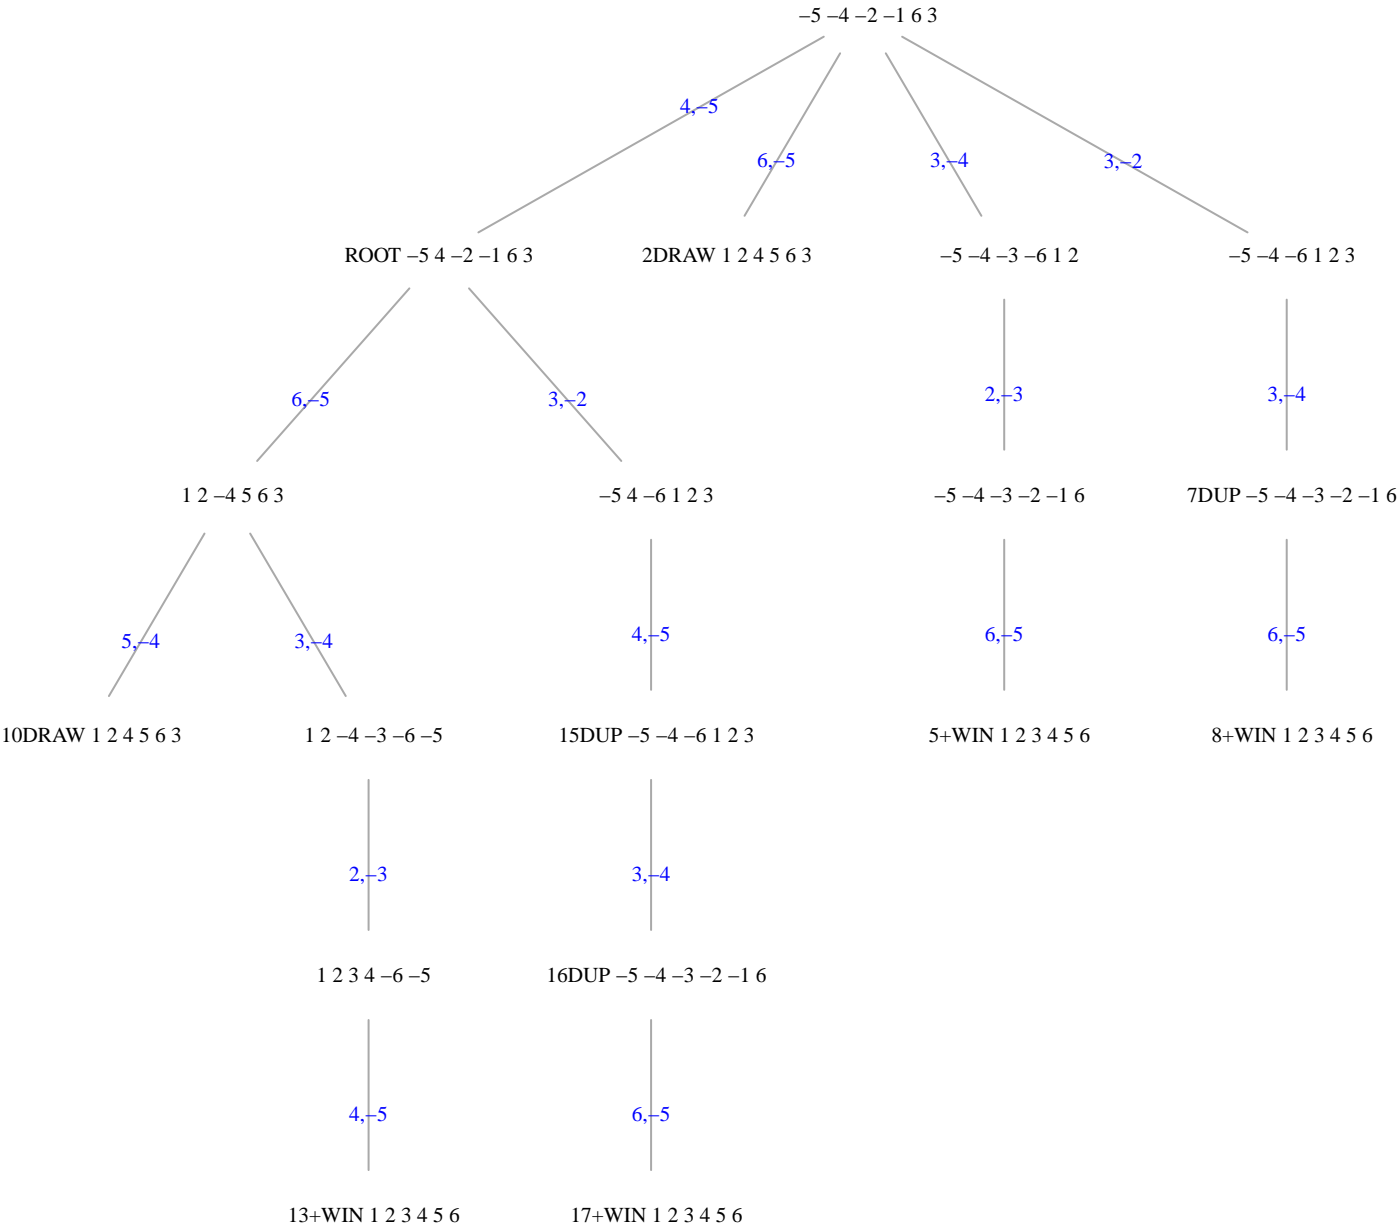 –5 –4 –2 –1 6 3
4,–5
6,–5
3,–4
3,–2
ROOT –5 4 –2 –1 6 3
2DRAW 1 2 4 5 6 3
–5 –4 –3 –6 1 2
–5 –4 –6 1 2 3
6,–5
3,–2
2,–3
3,–4
1 2 –4 5 6 3
–5 4 –6 1 2 3
–5 –4 –3 –2 –1 6
7DUP –5 –4 –3 –2 –1 6
5,–4
3,–4
4,–5
6,–5
6,–5
10DRAW 1 2 4 5 6 3
1 2 –4 –3 –6 –5
15DUP –5 –4 –6 1 2 3
5+WIN 1 2 3 4 5 6
8+WIN 1 2 3 4 5 6
2,–3
3,–4
1 2 3 4 –6 –5
16DUP –5 –4 –3 –2 –1 6
4,–5
6,–5
13+WIN 1 2 3 4 5 6
17+WIN 1 2 3 4 5 6